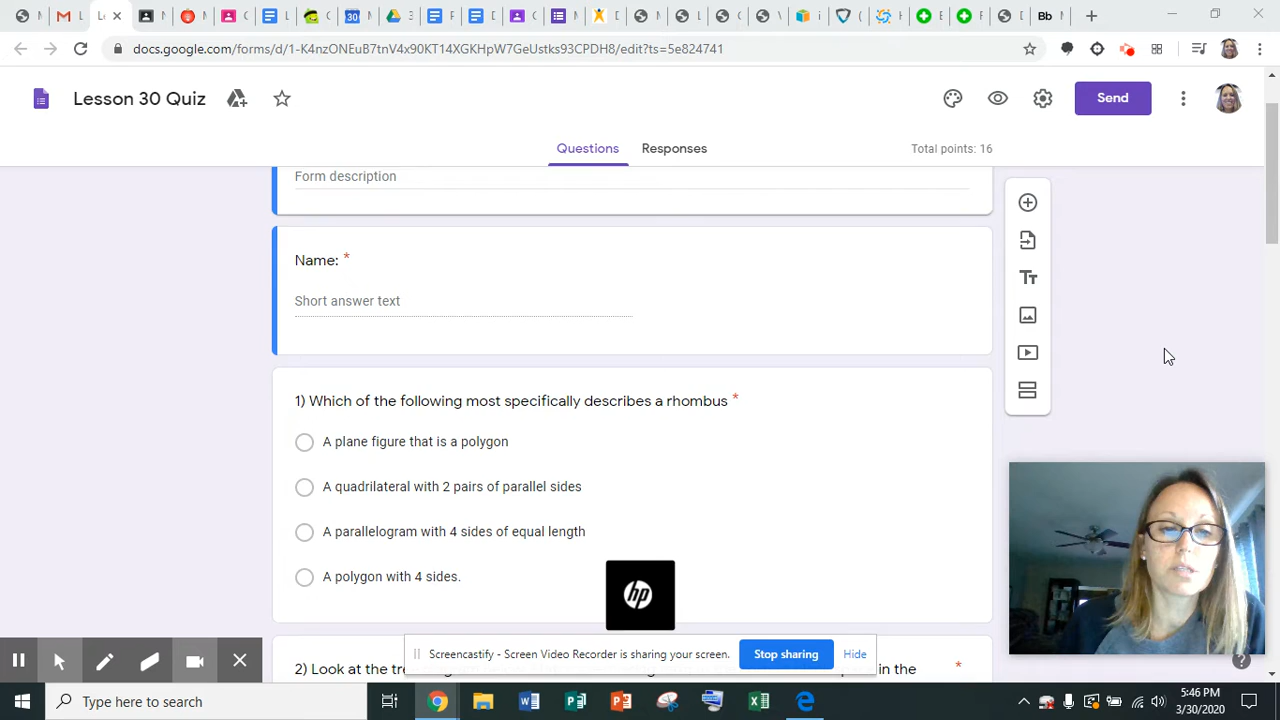 docs.google.com/forms/d/1-K4nzONEuB7tnV4x90KT14XGKHpW7GeUstks93CPDH8/edit?ts=5e824741
Lesson 30 Quiz
Send
Questions
Responses
Total points: 16
Form description
Name: *
Short answer text
1) Which of the following most specifically describes a rhombus *
A plane figure that is a polygon
A quadrilateral with 2 pairs of parallel sides
A parallelogram with 4 sides of equal length
A polygon with 4 sides.
hp
Screencastify - Screen Video Recorder is sharing your screen.
Stop sharing
Hide
2) Look at the tre
in the *
Type here to search
5:46 PM
3/30/2020